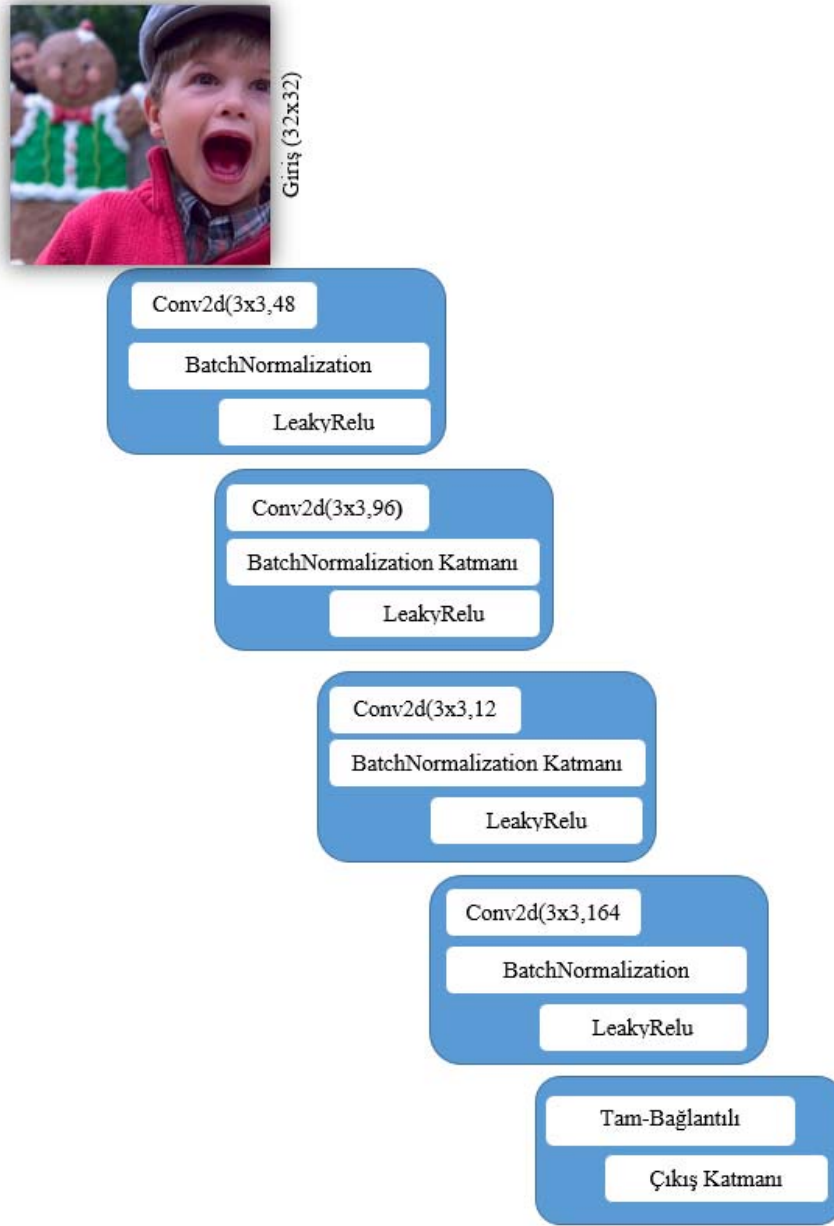 Giriş (32x32)
Conv2d(3x3,48
BatchNormalization
LeakyRelu
Conv2d(3x3,96)
BatchNormalization Katmanı
LeakyRelu
Conv2d(3x3,12
BatchNormalization Katmanı
LeakyRelu
Conv2d(3x3,164
BatchNormalization
LeakyRelu
Tam-Bağlantılı
Çıkış Katmanı